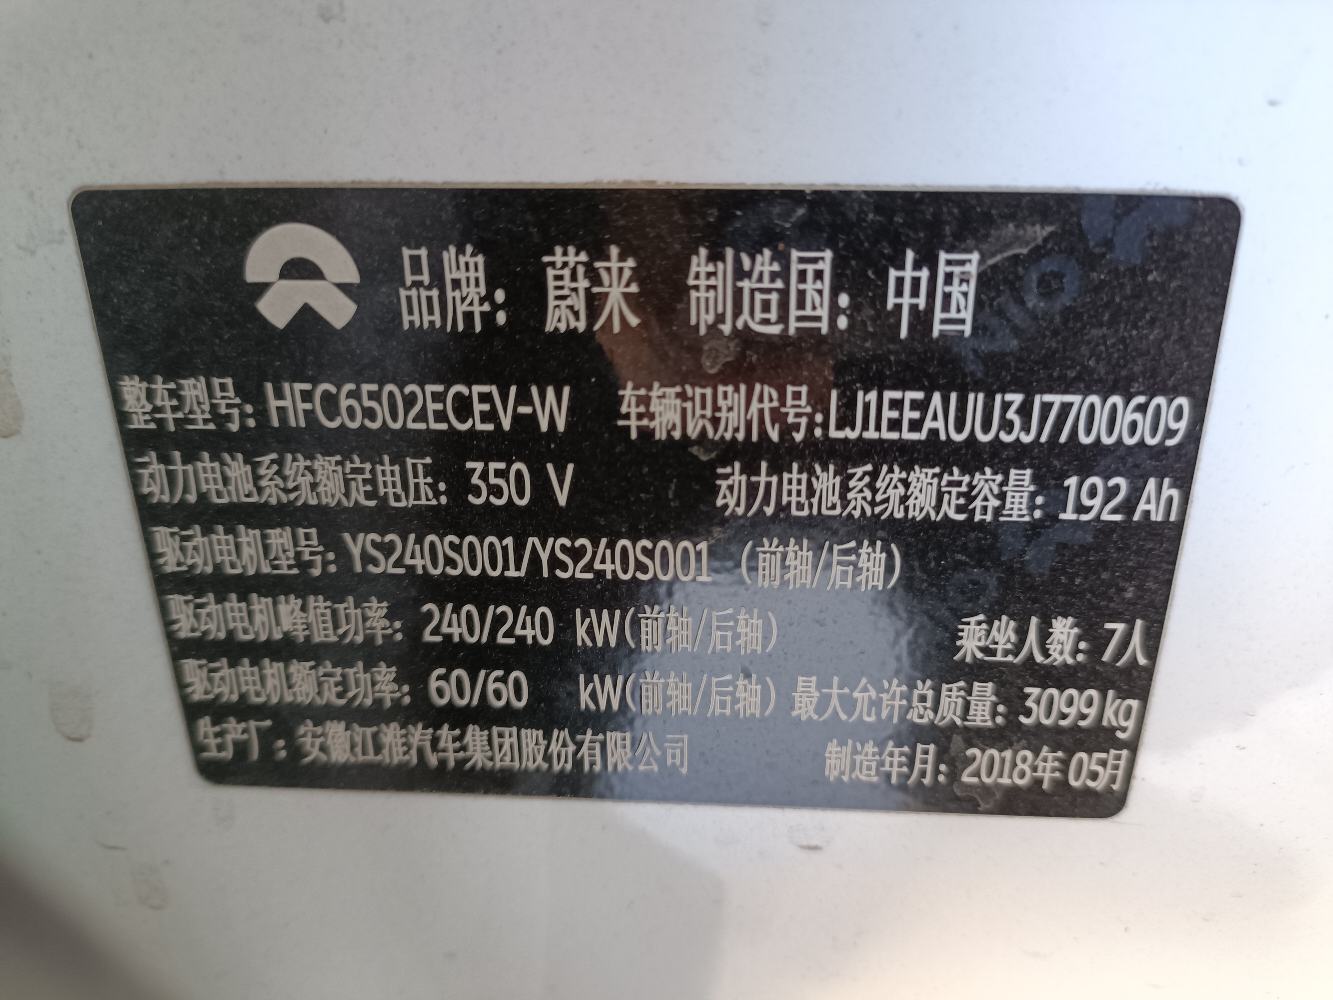 品牌：蔚来 制造国：中国
整车型号：HFC6502ECEV-W 车辆识别代号：LJ1EEAUU3J7700609
动力电池系统额定电压：350 V 动力电池系统额定容量：192 Ah
驱动电机型号：YS240S001/YS240S001（前轴/后轴）
驱动电机峰值功率：240/240 kW（前轴/后轴） 乘坐人数：7人
驱动电机额定功率：60/60 kW（前轴/后轴） 最大允许总质量：3099kg
生产厂：安徽江淮汽车集团股份有限公司 制造年月：2018年05月